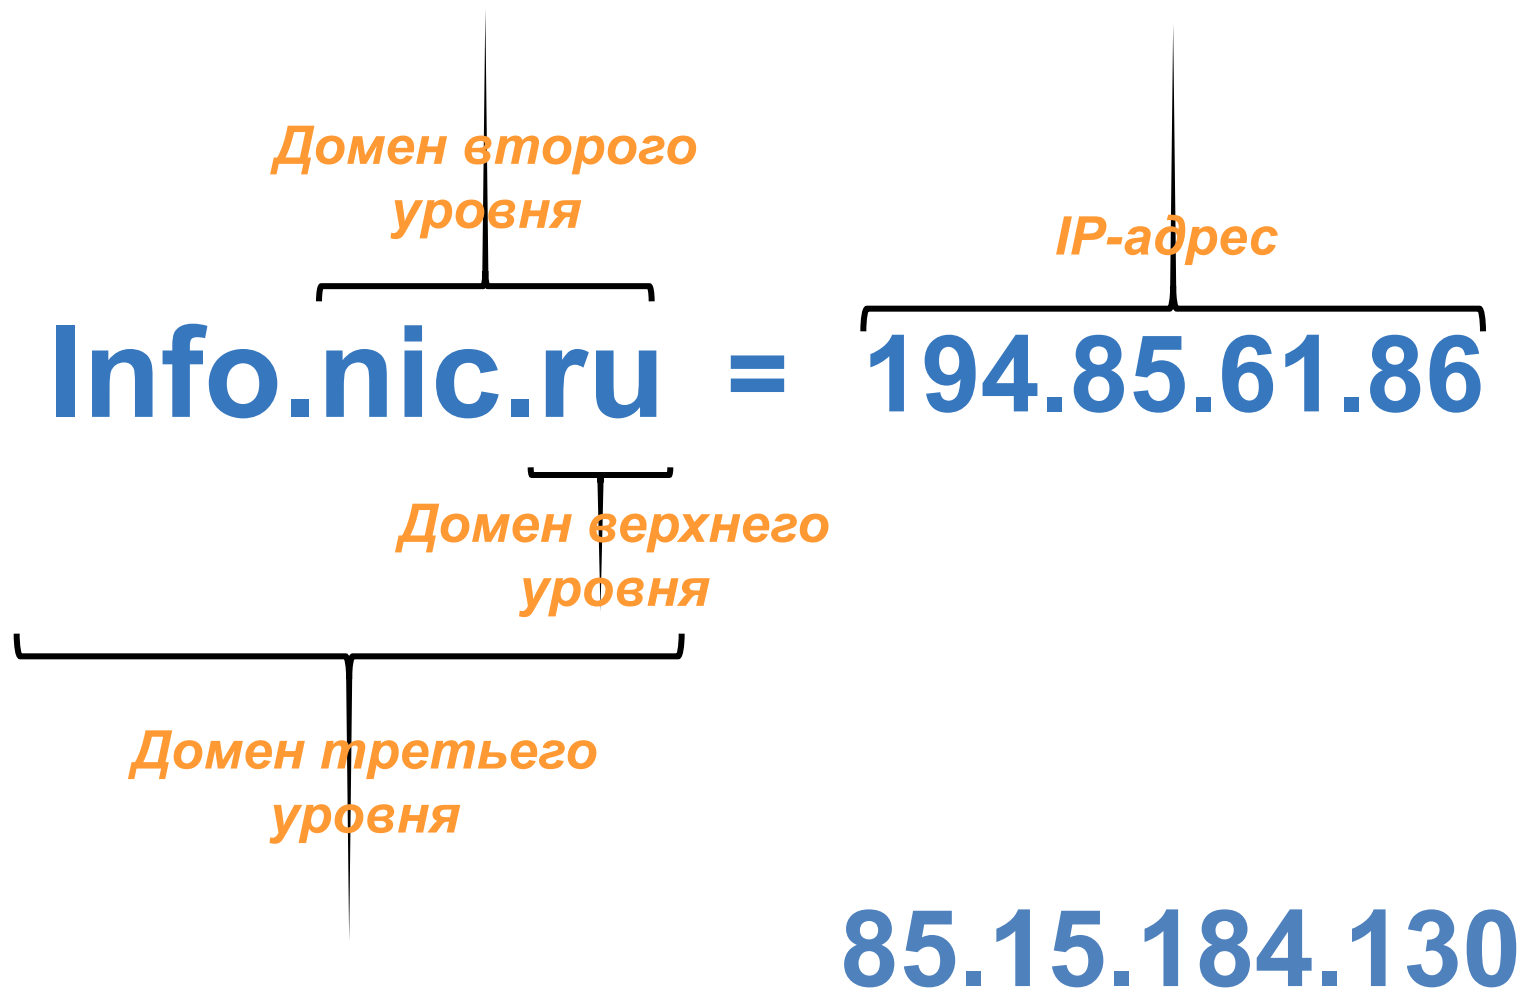 Домен второго
уровня
IP-адрес
Info.nic.ru = 194.85.61.86
Домен верхнего
уровня
Домен третьего
уровня
85.15.184.130